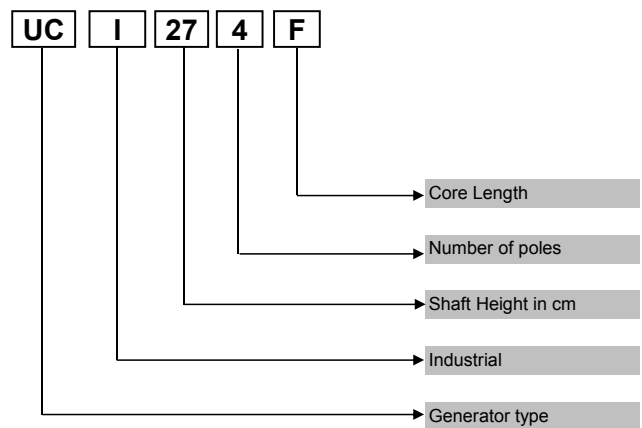 UC I 27 4 F
Core Length
Number of poles
Shaft Height in cm
Industrial
Generator type